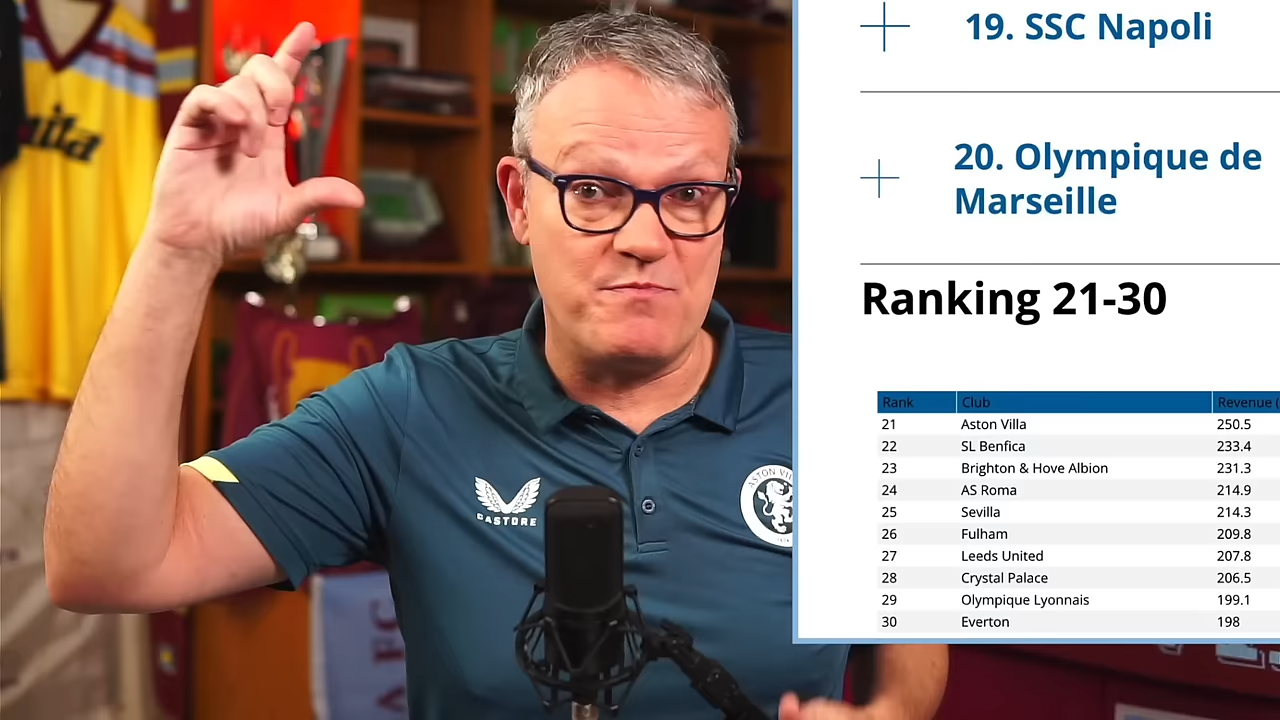 19. SSC Napoli
20. Olympique de
Marseille
Ranking 21-30
Rank Club Revenue
21 Aston Villa 250.5
22 SL Benfica 233.4
23 Brighton & Hove Albion 231.3
24 AS Roma 214.9
25 Sevilla 214.3
26 Fulham 209.8
27 Leeds United 207.8
28 Crystal Palace 206.5
29 Olympique Lyonnais 199.1
30 Everton 198
CASTORE
ASTON